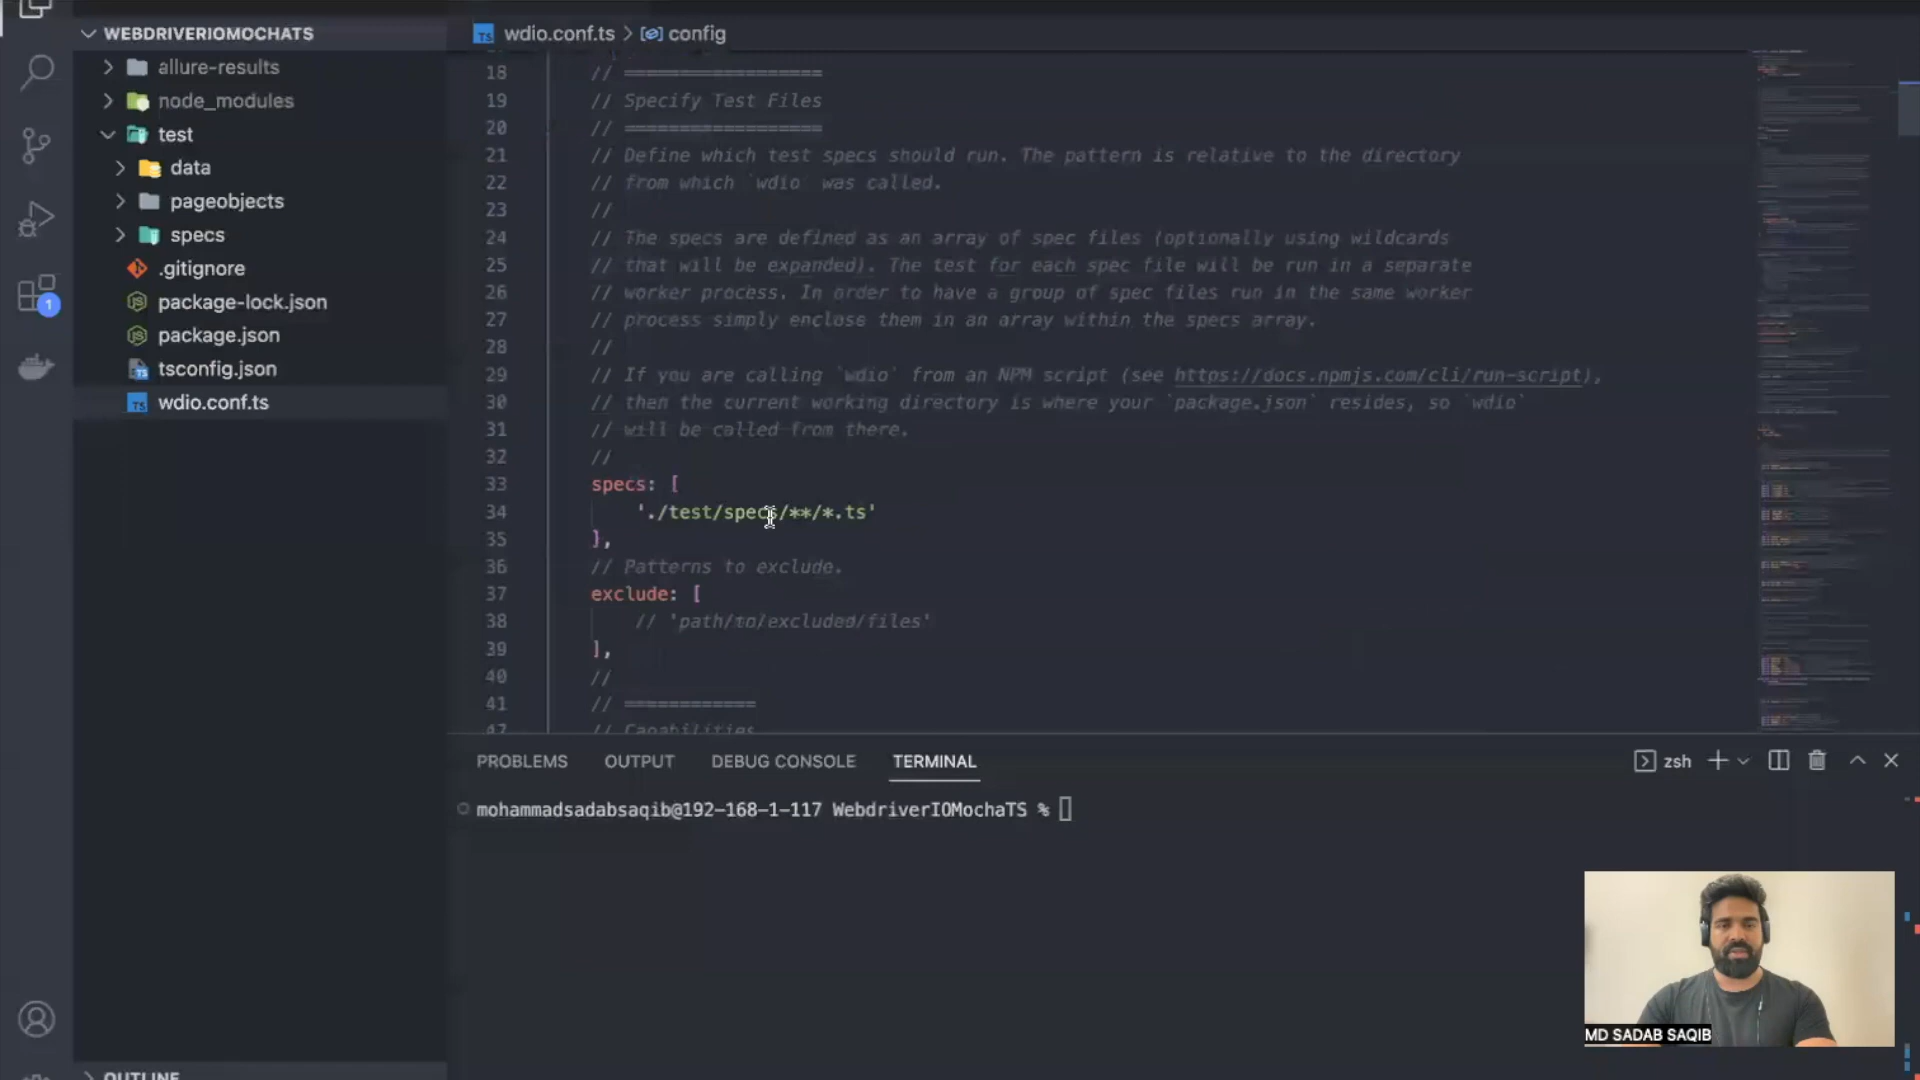 WEBDRIVERIOMOCHATS
allure-results
node_modules
test
data
pageobjects
specs
.gitignore
package-lock.json
package.json
tsconfig.json
wdio.conf.ts
OUTLINE
1
wdio.conf.ts > config
18 // ==================
19 // Specify Test Files
20 // ==================
21 // Define which test specs should run. The pattern is relative to the directory
22 // from which `wdio` was called.
23 //
24 // The specs are defined as an array of spec files (optionally using wildcards
25 // that will be expanded). The test for each spec file will be run in a separate
26 // worker process. In order to have a group of spec files run in the same worker
27 // process simply enclose them in an array within the specs array.
28 //
29 // If you are calling `wdio` from an NPM script (see https://docs.npmjs.com/cli/run-script),
30 // then the current working directory is where your `package.json` resides, so `wdio`
31 // will be called from there.
32 //
33 specs: [
34 './test/specs/**/*.ts'
35 ],
36 // Patterns to exclude.
37 exclude: [
38 // 'path/to/excluded/files'
39 ],
40 //
41 // ============
42 // Capabilities
PROBLEMS OUTPUT DEBUG CONSOLE TERMINAL
zsh
mohammadsadabsaqib@192-168-1-117 WebdriverIOMochaTS %
MD SADAB SAQIB